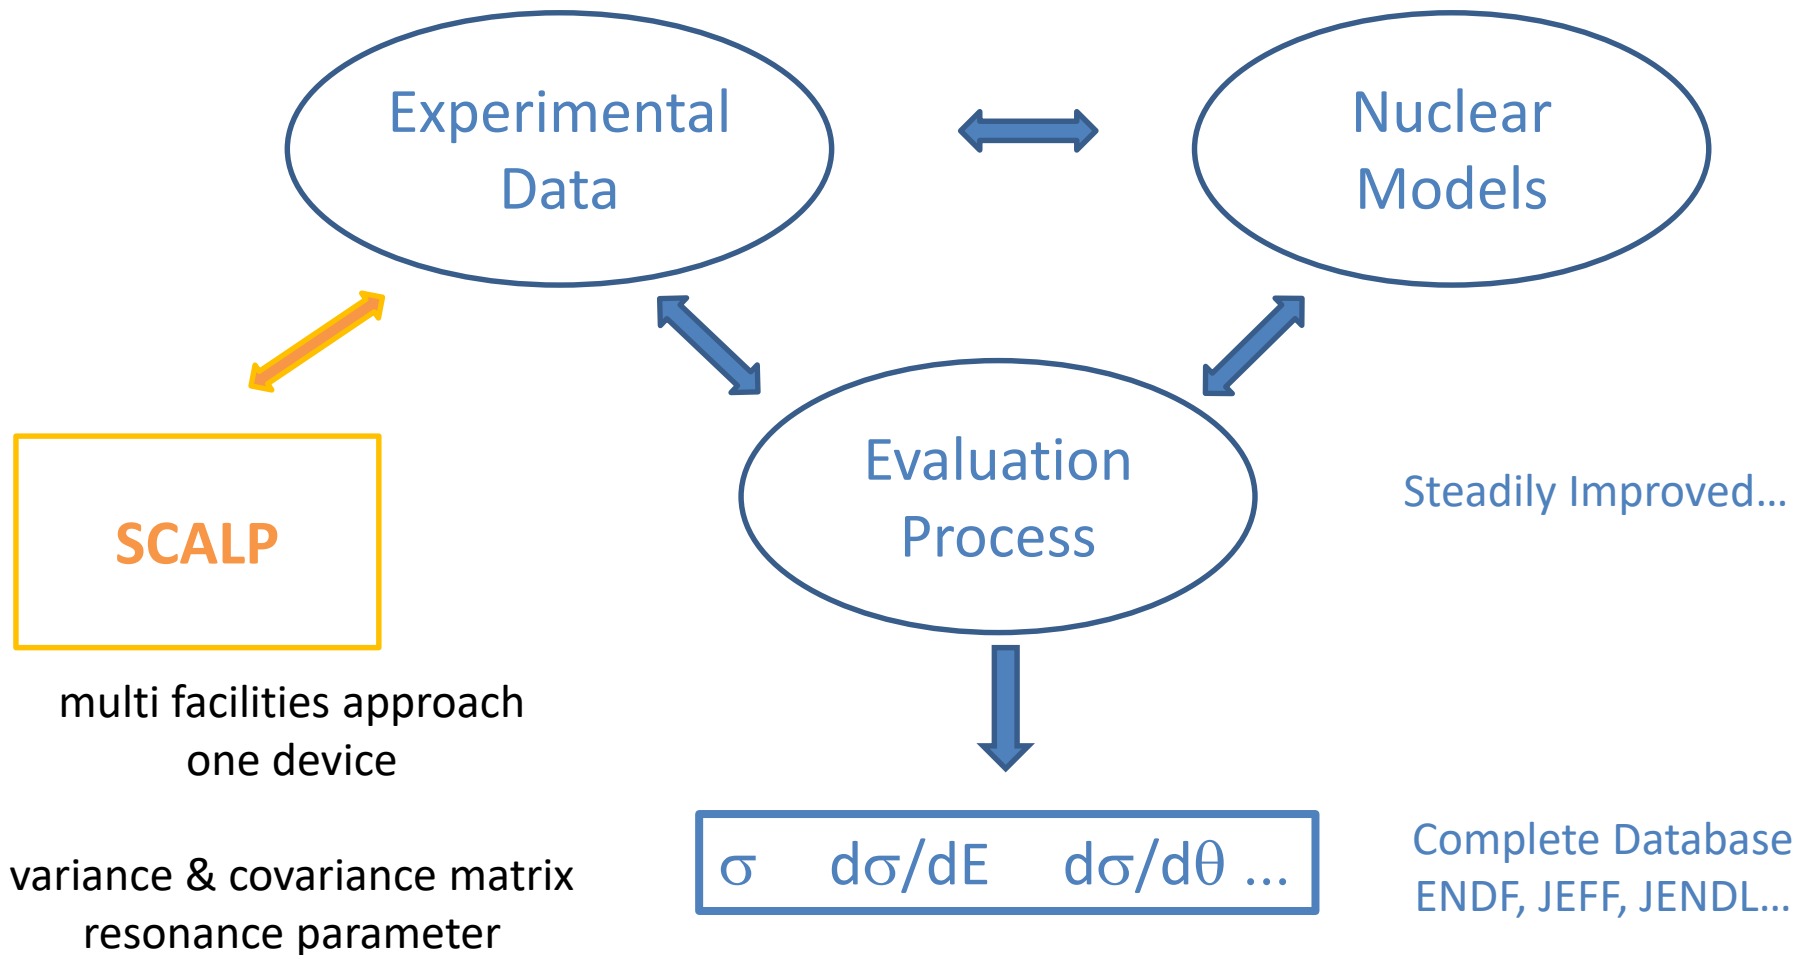 Experimental
Data
Nuclear
Models
Evaluation
Process
Steadily Improved…
SCALP
multi facilities approach
one device
variance & covariance matrix
resonance parameter
σ dσ/dE dσ/dθ …
Complete Database
ENDF, JEFF, JENDL…